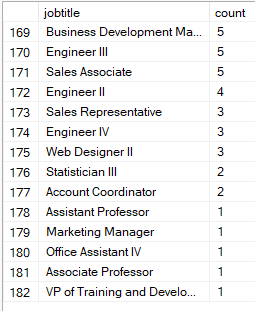 jobtitle count
169 Business Development Ma... 5
170 Engineer III 5
171 Sales Associate 5
172 Engineer II 4
173 Sales Representative 3
174 Engineer IV 3
175 Web Designer II 3
176 Statistician III 2
177 Account Coordinator 2
178 Assistant Professor 1
179 Marketing Manager 1
180 Office Assistant IV 1
181 Associate Professor 1
182 VP of Training and Develo... 1